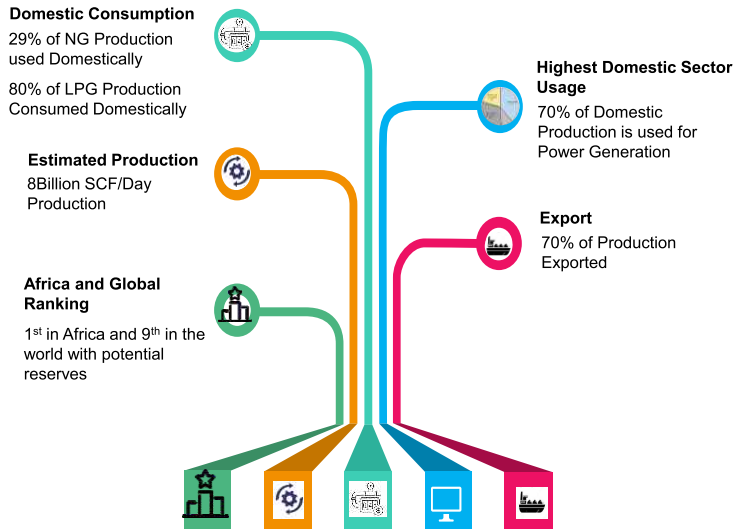 Domestic Consumption
29% of NG Production
used Domestically
80% of LPG Production
Consumed Domestically
Estimated Production
8Billion SCF/Day
Production
Africa and Global
Ranking
1st in Africa and 9th in the
world with potential
reserves
Highest Domestic Sector
Usage
70% of Domestic
Production is used for
Power Generation
Export
70% of Production
Exported